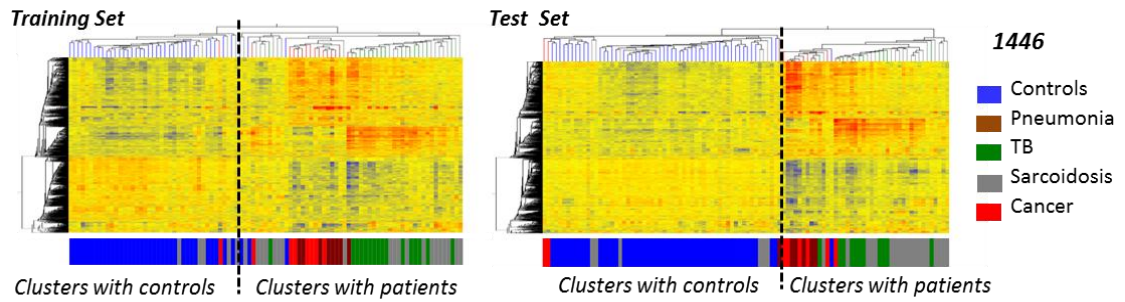 Training Set
Test Set
1446
Controls
Pneumonia
TB
Sarcoidosis
Cancer
Clusters with controls
Clusters with patients
Clusters with controls
Clusters with patients